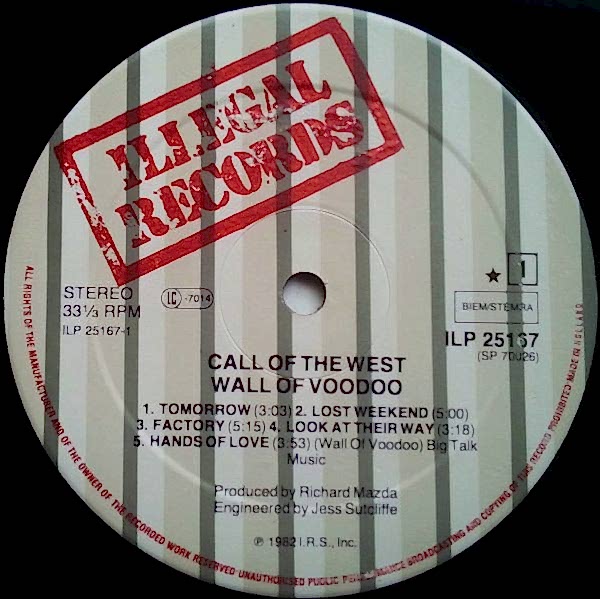 ILLEGAL
RECORDS
STEREO
33⅓ RPM
ILP 25167-1
LC -7014
★ 1
BIEM/STEMRA
ILP 25167
(SP 70026)
CALL OF THE WEST
WALL OF VOODOO
1. TOMORROW (3:03) 2. LOST WEEKEND (5:00)
3. FACTORY (5:15) 4. LOOK AT THEIR WAY (3:18)
5. HANDS OF LOVE (3:53) (Wall Of Voodoo) Big Talk
Music
Produced by Richard Mazda
Engineered by Jess Sutcliffe
℗ 1982 I.R.S., Inc.
ALL RIGHTS OF THE MANUFACTURER AND OF THE OWNER OF THE RECORDED WORK RESERVED-UNAUTHORISED PUBLIC PERFORMANCE BROADCASTING AND COPYING OF THIS RECORD PROHIBITED MADE IN HOLLAND